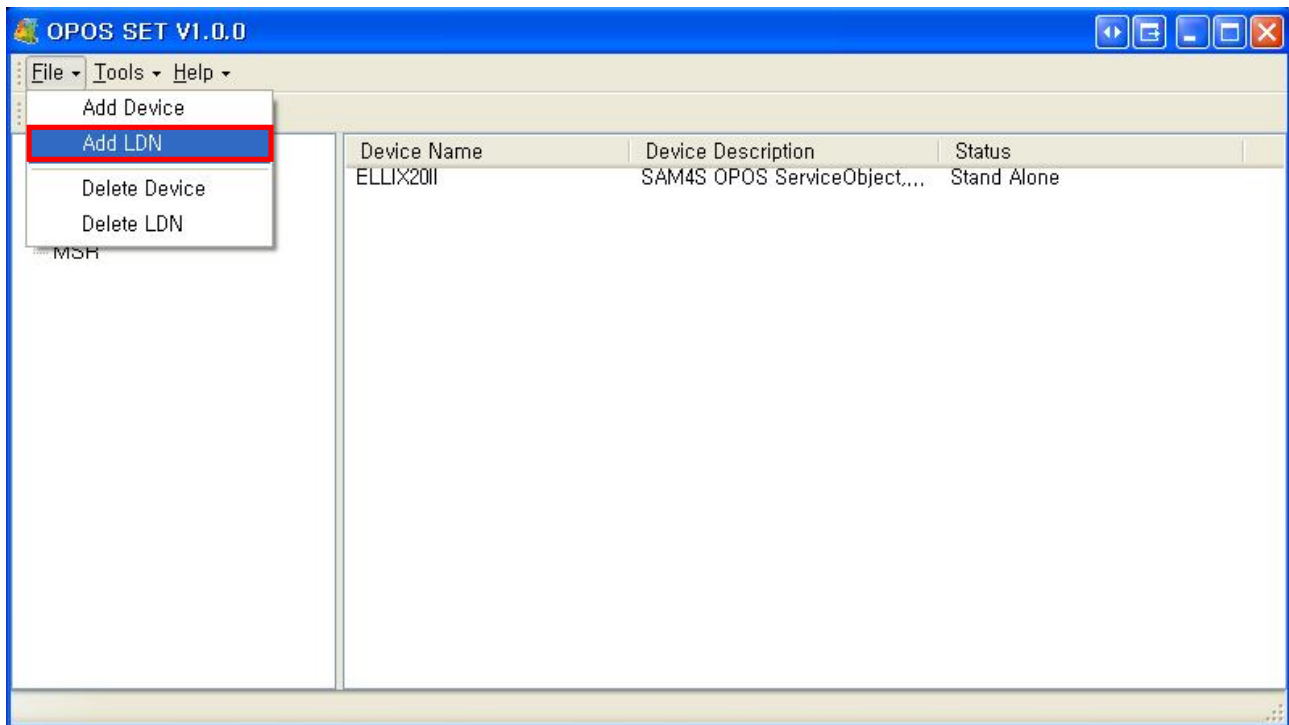 OPOS SET V1.0.0
File Tools Help
Add Device
Add LDN
Delete Device
Delete LDN
MSR
Device Name Device Description Status
ELLIX20II SAM4S OPOS ServiceObject,... Stand Alone